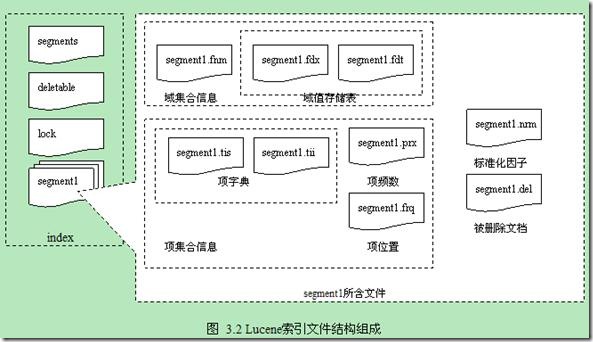 segments
deletable
lock
segment1
index
segment1.fnm
segment1.fdx
segment1.fdt
域集合信息
域值存储表
segment1.tis
segment1.tii
项字典
segment1.prx
项频数
segment1.frq
项位置
项集合信息
segment1.nrm
标准化因子
segment1.del
被删除文档
segment1所含文件
图 3.2 Lucene索引文件结构组成